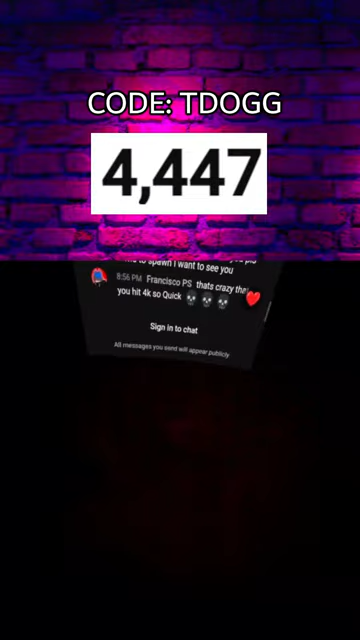 CODE: TDOGG
4,447
to spawn I want to see you
8:56 PM Francisco PS thats crazy that
you hit 4k so Quick 💀 💀 💀 ❤️
Sign in to chat
All messages you send will appear publicly